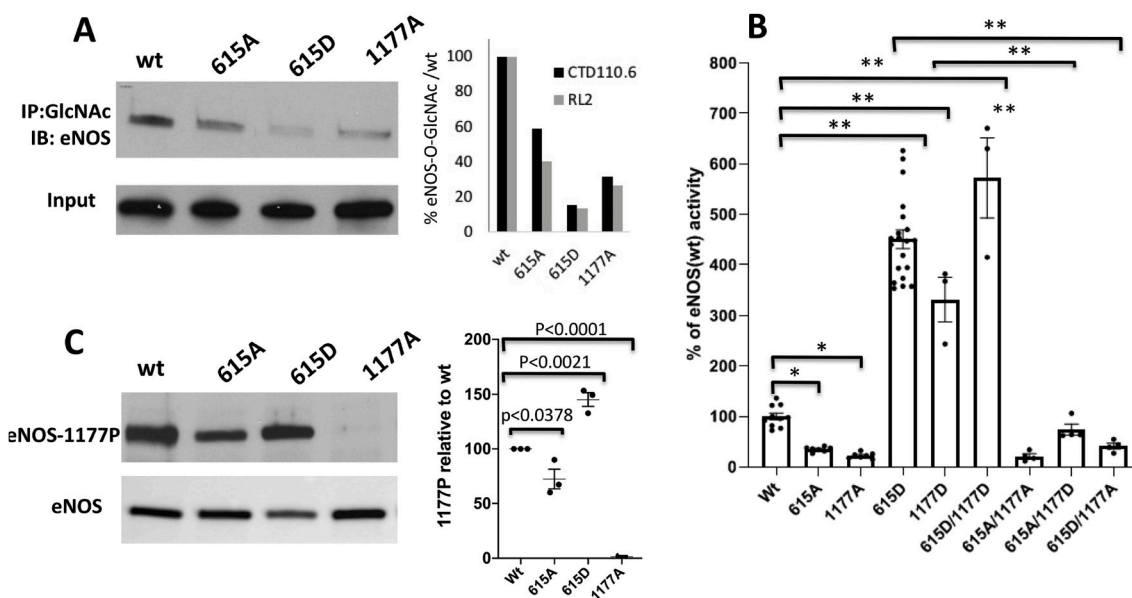 A
wt 615A 615D 1177A
IP:GlcNAc
IB: eNOS
Input
% eNOS-O-GlcNAc /wt
100
80
60
40
20
0
CTD110.6
RL2
wt 615A 615D 1177A
B
% of eNOS(wt) activity
800
700
600
500
400
300
200
100
0
**
**
**
**
**
**
*
*
Wt 615A 1177A 615D 1177D 615D/1177D 615A/1177A 615A/1177D 615D/1177A
C
wt 615A 615D 1177A
eNOS-1177P
eNOS
1177P relative to wt
200
150
100
50
0
P<0.0001
P<0.0021
p<0.0378
Wt 615A 615D 1177A